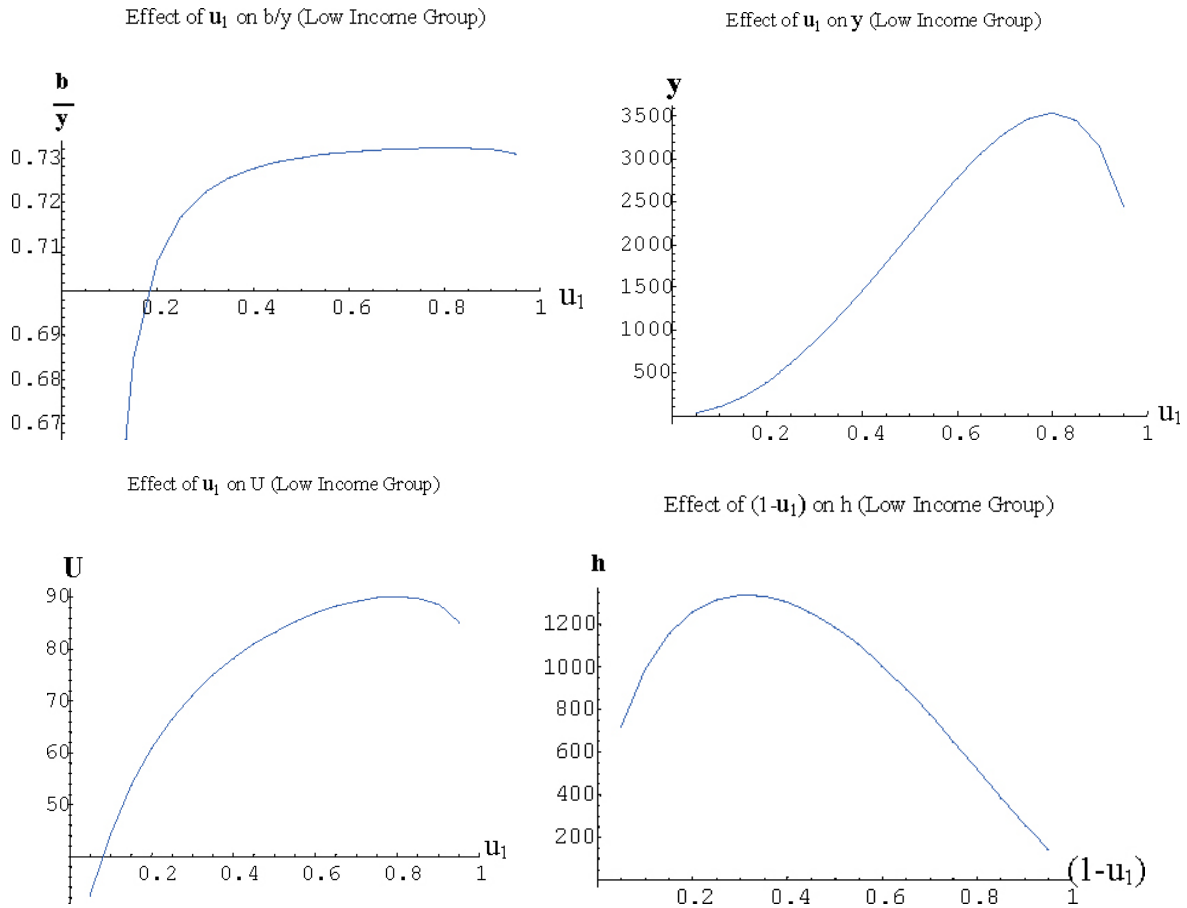 Effect of u₁ on b/y (Low Income Group)
b
y
0.73
0.72
0.71
0.69
0.68
0.67
0.2 0.4 0.6 0.8 1 u₁
Effect of u₁ on y (Low Income Group)
y
3500
3000
2500
2000
1500
1000
500
0.2 0.4 0.6 0.8 1 u₁
Effect of u₁ on U (Low Income Group)
U
90
80
70
60
50
0.2 0.4 0.6 0.8 1 u₁
Effect of (1-u₁) on h (Low Income Group)
h
1200
1000
800
600
400
200
0.2 0.4 0.6 0.8 1 (1-u₁)